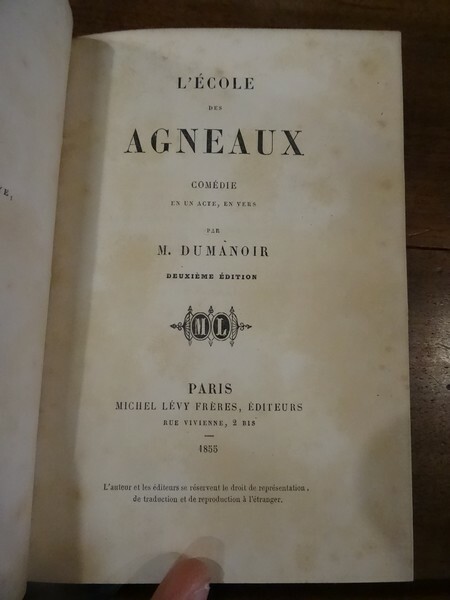 L'ÉCOLE
DES
AGNEAUX
COMÉDIE
EN UN ACTE, EN VERS
PAR
M. DUMANOIR
DEUXIÈME ÉDITION
ML
PARIS
MICHEL LÉVY FRÈRES, ÉDITEURS
RUE VIVIENNE, 2 BIS
1855
L'auteur et les éditeurs se réservent le droit de représentation,
de traduction et de reproduction à l'étranger.